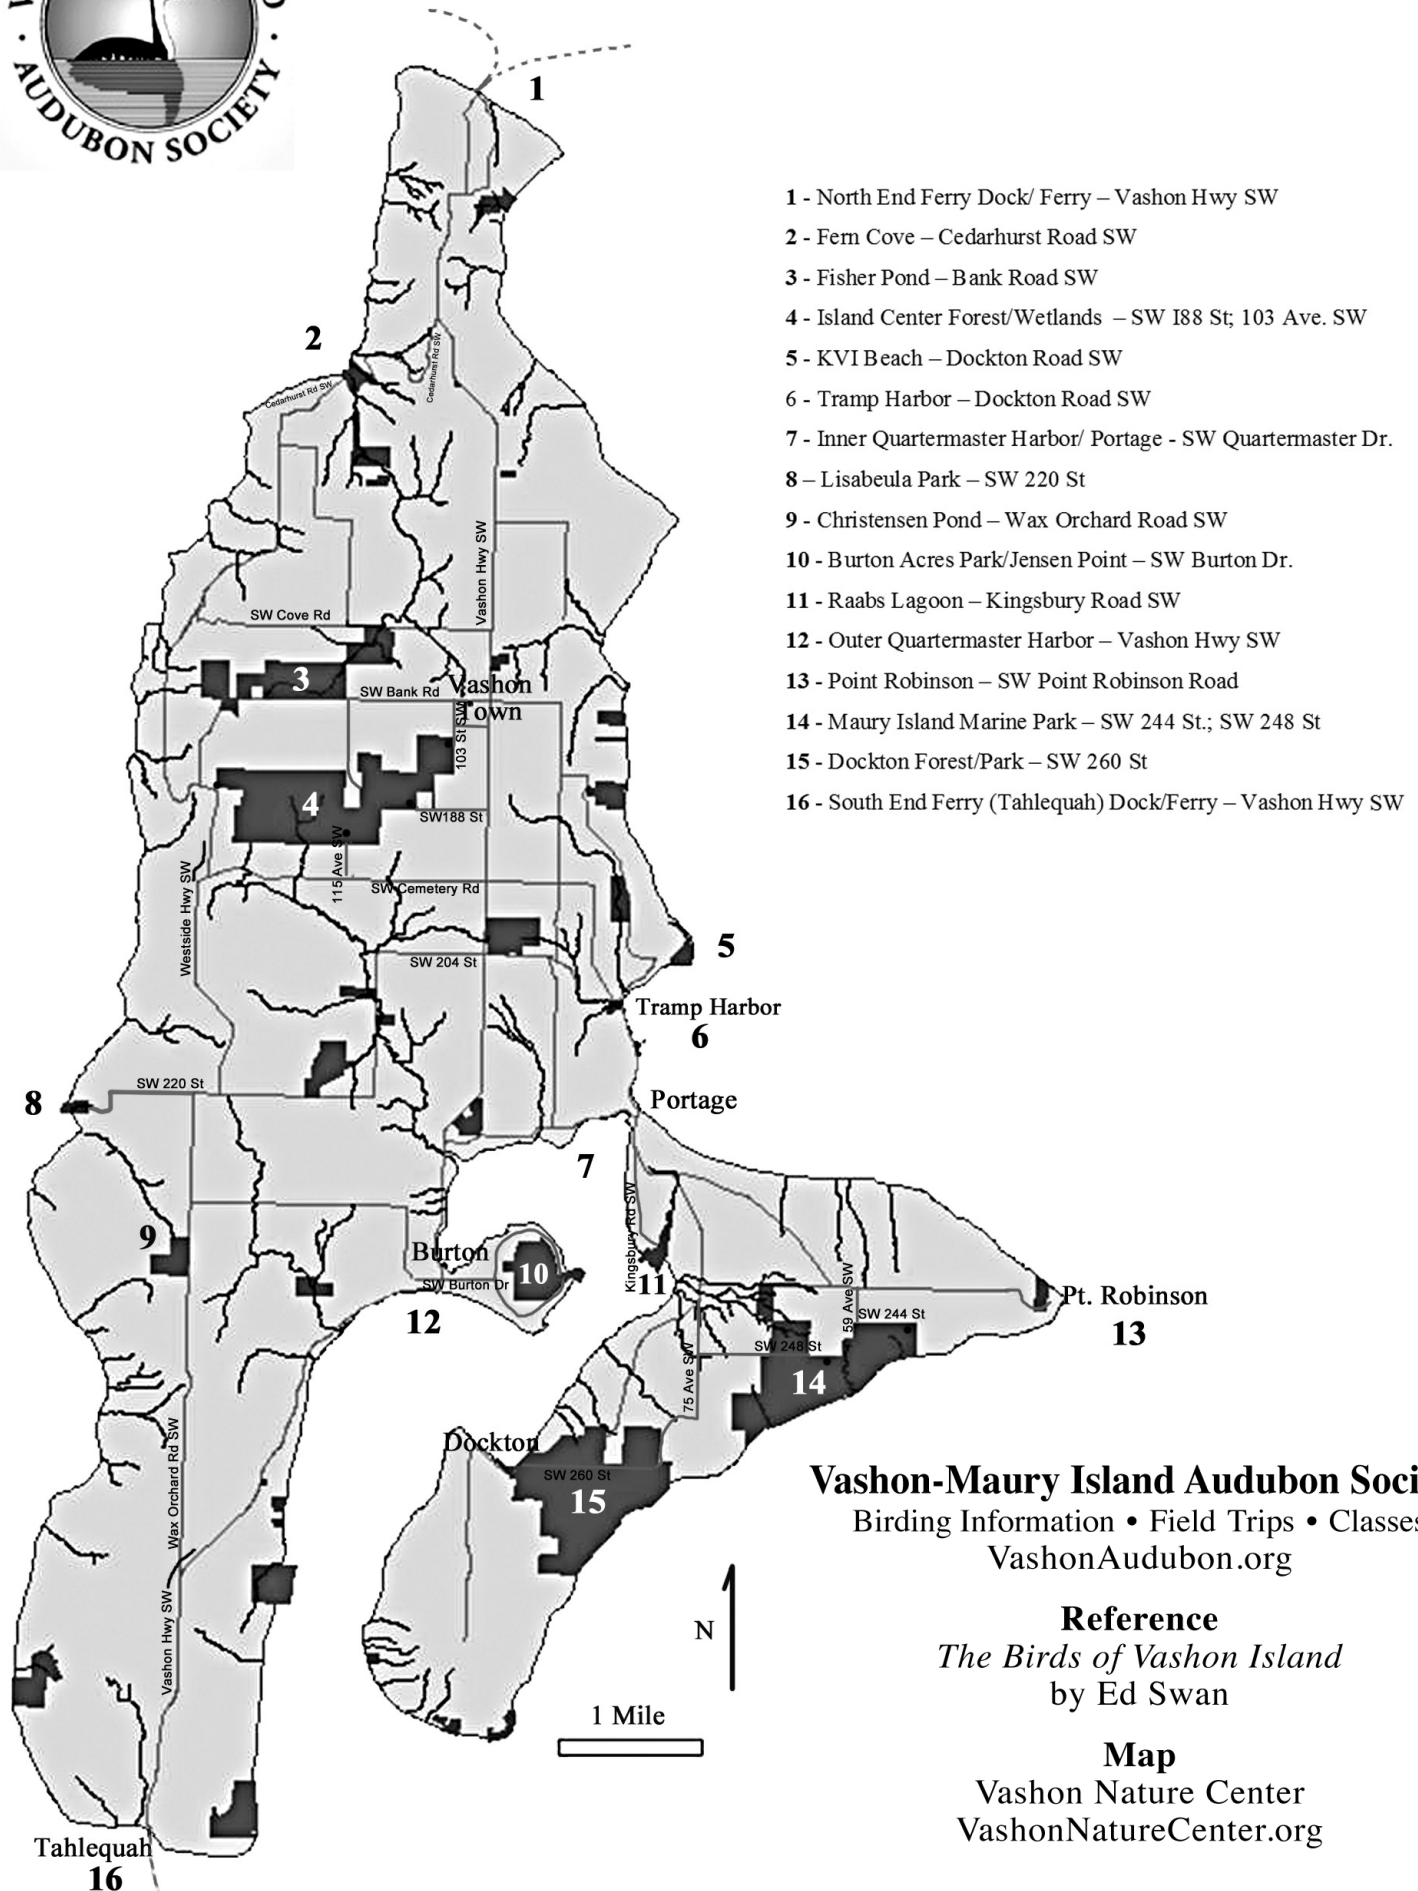 AUDUBON SOCIETY
1
1 - North End Ferry Dock/ Ferry – Vashon Hwy SW
2 - Fern Cove – Cedarhurst Road SW
3 - Fisher Pond – Bank Road SW
4 - Island Center Forest/Wetlands – SW I88 St; 103 Ave. SW
5 - KVI Beach – Dockton Road SW
6 - Tramp Harbor – Dockton Road SW
7 - Inner Quartermaster Harbor/ Portage - SW Quartermaster Dr.
8 – Lisabeula Park – SW 220 St
9 - Christensen Pond – Wax Orchard Road SW
10 - Burton Acres Park/Jensen Point – SW Burton Dr.
11 - Raabs Lagoon – Kingsbury Road SW
12 - Outer Quartermaster Harbor – Vashon Hwy SW
13 - Point Robinson – SW Point Robinson Road
14 - Maury Island Marine Park – SW 244 St.; SW 248 St
15 - Dockton Forest/Park – SW 260 St
16 - South End Ferry (Tahlequah) Dock/Ferry – Vashon Hwy SW
2
Cedarhurst Rd SW
Cedarhurst Rd SW
Vashon Hwy SW
SW Cove Rd
3
SW Bank Rd
Vashon
Town
103 St SW
4
SW188 St
115 Ave SW
SW Cemetery Rd
Westside Hwy SW
5
SW 204 St
Tramp Harbor
6
SW 220 St
8
Portage
7
Kingsbury Rd SW
9
Burton
10
SW Burton Dr
11
12
59 Ave SW
Pt. Robinson
13
SW 244 St
SW 248 St
14
75 Ave SW
Wax Orchard Rd SW
Dockton
SW 260 St
15
Vashon Hwy SW
N
1 Mile
Tahlequah
16
Vashon-Maury Island Audubon Soci
Birding Information • Field Trips • Classes
VashonAudubon.org
Reference
The Birds of Vashon Island
by Ed Swan
Map
Vashon Nature Center
VashonNatureCenter.org